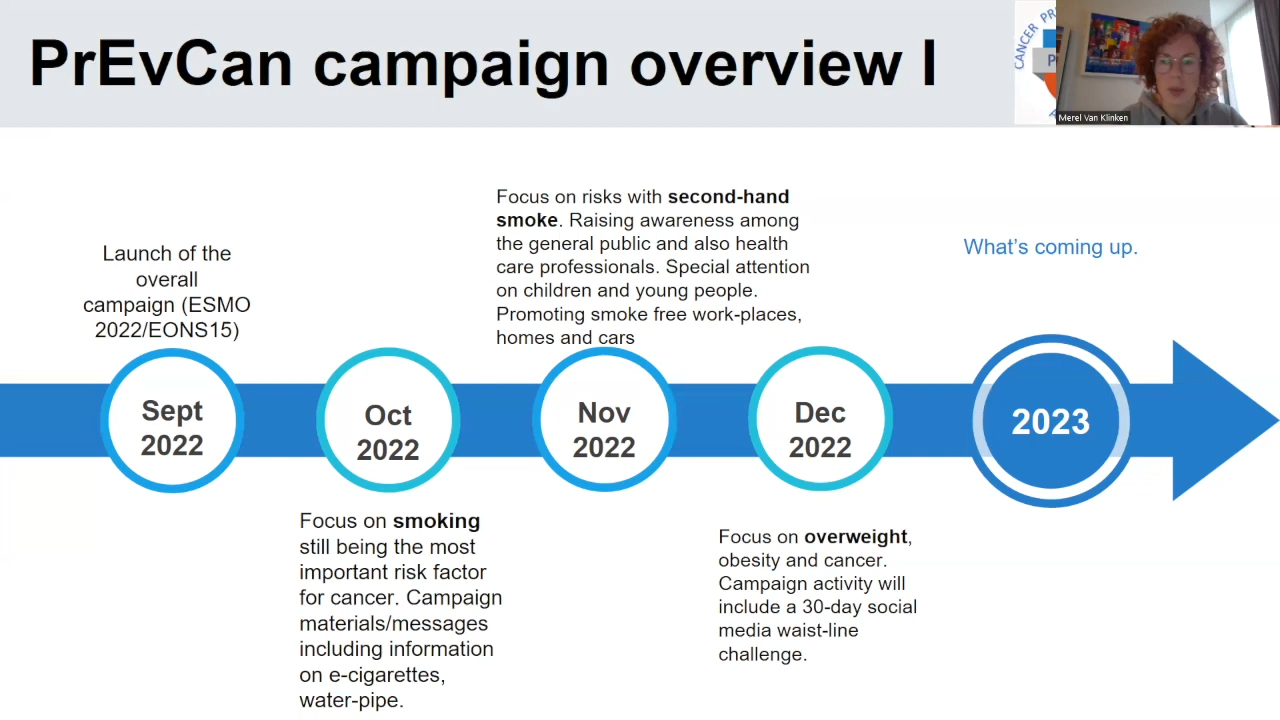 PrEvCan campaign overview I
CANCER
Merel Van Klinken
Launch of the
overall
campaign (ESMO
2022/EONS15)
Focus on risks with second-hand
smoke. Raising awareness among
the general public and also health
care professionals. Special attention
on children and young people.
Promoting smoke free work-places,
homes and cars
What's coming up.
Sept
2022
Oct
2022
Nov
2022
Dec
2022
2023
Focus on smoking
still being the most
important risk factor
for cancer. Campaign
materials/messages
including information
on e-cigarettes,
water-pipe.
Focus on overweight,
obesity and cancer.
Campaign activity will
include a 30-day social
media waist-line
challenge.